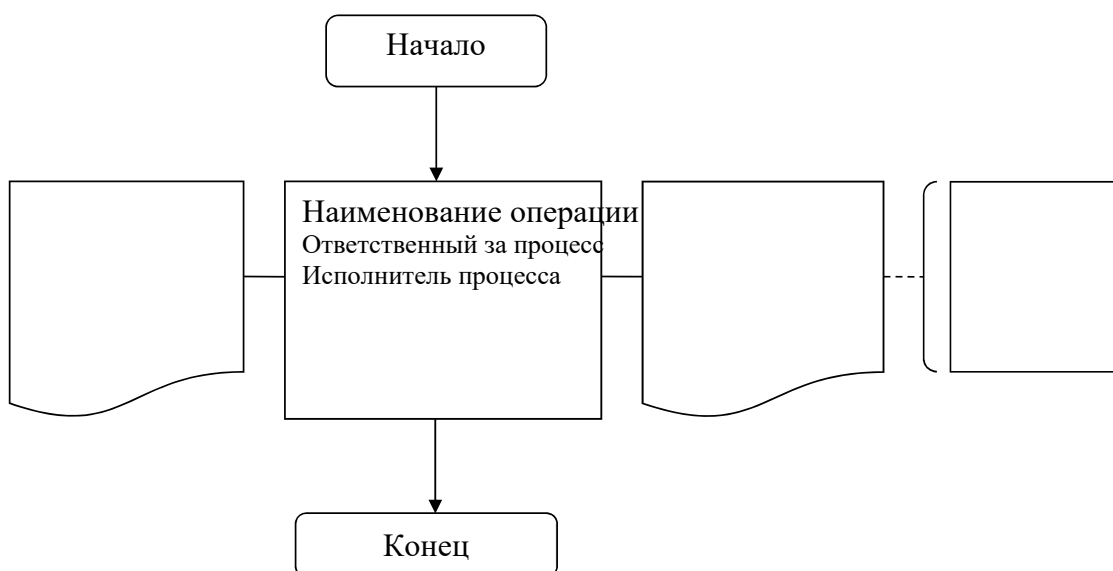 Начало
Наименование операции
Ответственный за процесс
Исполнитель процесса
Конец